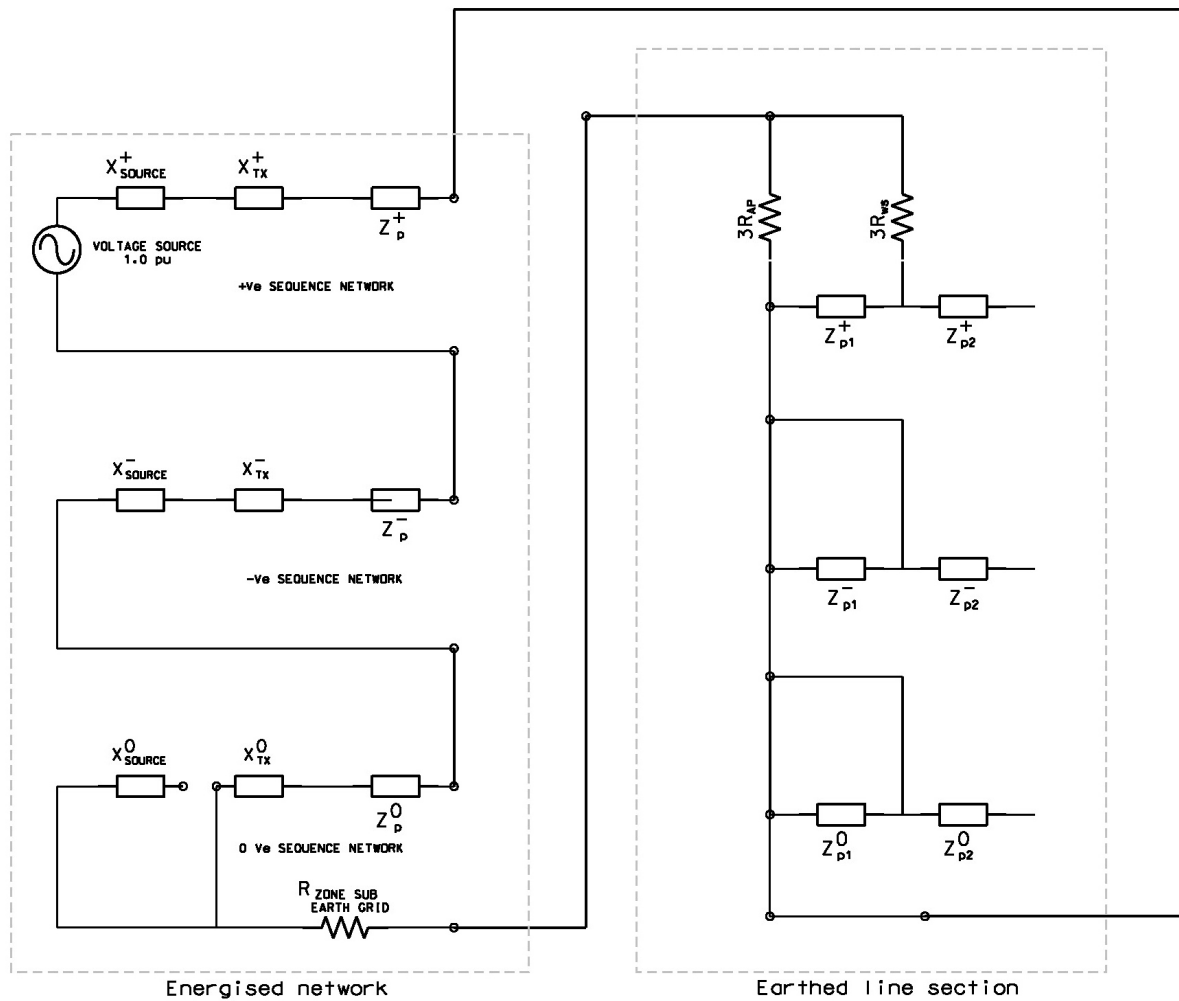 X+SOURCE
X+TX
Z+p
VOLTAGE SOURCE
1.0 pu
+Ve SEQUENCE NETWORK
X-SOURCE
X-TX
Z-p
-Ve SEQUENCE NETWORK
X0SOURCE
X0TX
Z0p
0 Ve SEQUENCE NETWORK
R ZONE SUB
EARTH GRID
Energised network
3RAP
3RWS
Z+p1
Z+p2
Z-p1
Z-p2
Z0p1
Z0p2
Earthed line section